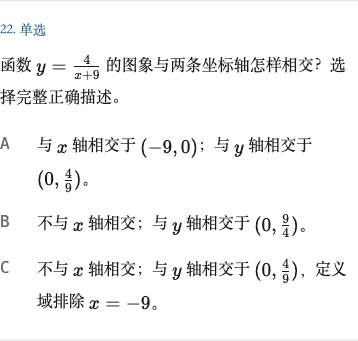 22. 单选
函数 y = 4/(x+9) 的图象与两条坐标轴怎样相交？选
择完整正确描述。
A 与 x 轴相交于 (−9, 0)；与 y 轴相交于
(0, 4/9)。
B 不与 x 轴相交；与 y 轴相交于 (0, 9/4)。
C 不与 x 轴相交；与 y 轴相交于 (0, 4/9)，定义
域排除 x = −9。